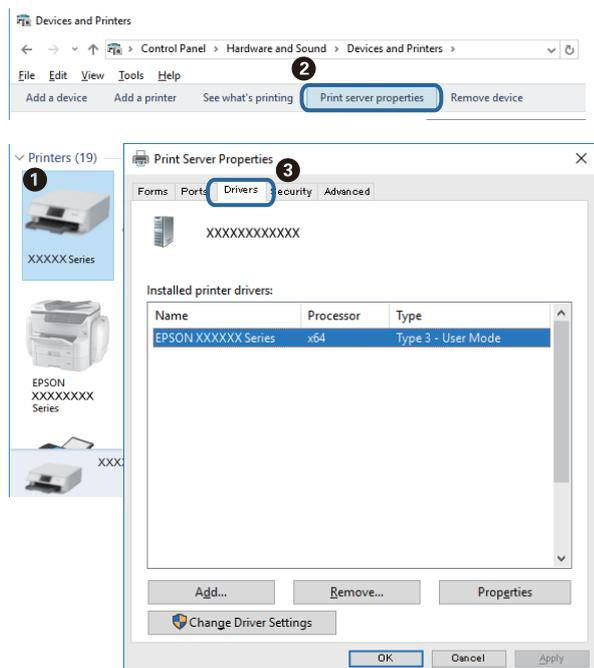 Devices and Printers
Control Panel > Hardware and Sound > Devices and Printers >
File Edit View Tools Help
2
Add a device Add a printer See what's printing Print server properties Remove device
Printers (19)
1
XXXXX Series
EPSON
XXXXXXXX
Series
XXX
Print Server Properties
3
Forms Ports Drivers Security Advanced
XXXXXXXXXXXX
Installed printer drivers:
Name Processor Type
EPSON XXXXXX Series x64 Type 3 - User Mode
Add... Remove... Properties
Change Driver Settings
OK Cancel Apply